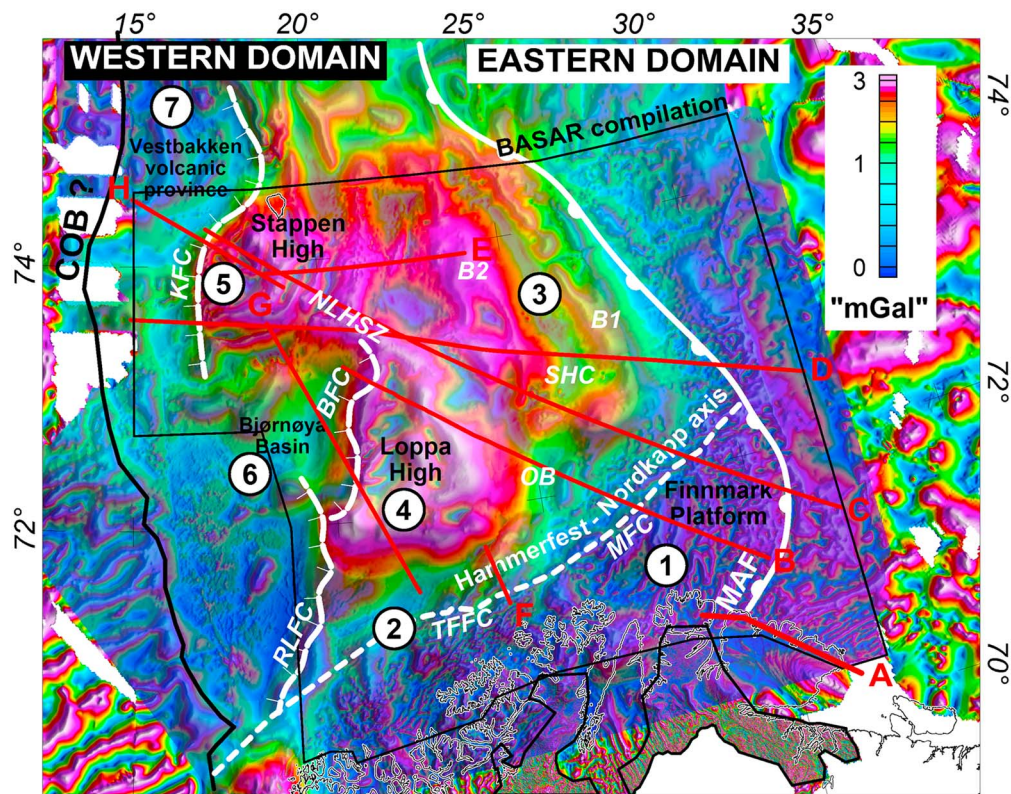 15° 20° 25° 30° 35°
WESTERN DOMAIN
EASTERN DOMAIN
74°
7
3
1
0
"mGal"
BASAR compilation
Vestbakken
volcanic
province
H
COB ?
Stappen
High
E
B2
74°
KFC
5
G
NLHSZ
3
B1
72°
D
SHC
BFC
Bjørnøya
Basin
6
Loppa
High
4
OB
Hammerfest - Nordkapp axis
Finnmark
Platform
C
72°
MFC
1
B
MAF
F
2
TFFC
RLFC
70°
A